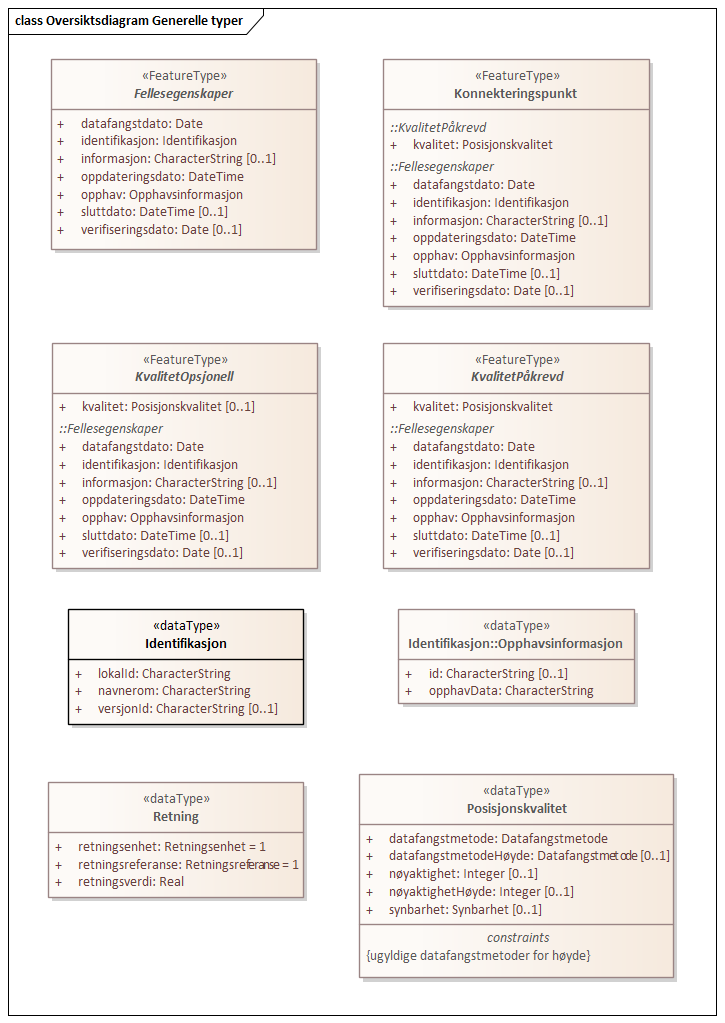 class Oversiktsdiagram Generelle typer
«FeatureType»
Fellesegenskaper
+ datafangstdato: Date
+ identifikasjon: Identifikasjon
+ informasjon: CharacterString [0..1]
+ oppdateringsdato: DateTime
+ opphav: Opphavsinformasjon
+ sluttdato: DateTime [0..1]
+ verifiseringsdato: Date [0..1]
«FeatureType»
Konnekteringspunkt
::KvalitetPåkrevd
+ kvalitet: Posisjonskvalitet
::Fellesegenskaper
+ datafangstdato: Date
+ identifikasjon: Identifikasjon
+ informasjon: CharacterString [0..1]
+ oppdateringsdato: DateTime
+ opphav: Opphavsinformasjon
+ sluttdato: DateTime [0..1]
+ verifiseringsdato: Date [0..1]
«FeatureType»
KvalitetOpsjonell
+ kvalitet: Posisjonskvalitet [0..1]
::Fellesegenskaper
+ datafangstdato: Date
+ identifikasjon: Identifikasjon
+ informasjon: CharacterString [0..1]
+ oppdateringsdato: DateTime
+ opphav: Opphavsinformasjon
+ sluttdato: DateTime [0..1]
+ verifiseringsdato: Date [0..1]
«FeatureType»
KvalitetPåkrevd
+ kvalitet: Posisjonskvalitet
::Fellesegenskaper
+ datafangstdato: Date
+ identifikasjon: Identifikasjon
+ informasjon: CharacterString [0..1]
+ oppdateringsdato: DateTime
+ opphav: Opphavsinformasjon
+ sluttdato: DateTime [0..1]
+ verifiseringsdato: Date [0..1]
«dataType»
Identifikasjon
+ lokalId: CharacterString
+ navnerom: CharacterString
+ versjonId: CharacterString [0..1]
«dataType»
Identifikasjon::Opphavsinformasjon
+ id: CharacterString [0..1]
+ opphavData: CharacterString
«dataType»
Retning
+ retningsenhet: Retningsenhet = 1
+ retningsreferanse: Retningsreferanse = 1
+ retningsverdi: Real
«dataType»
Posisjonskvalitet
+ datafangstmetode: Datafangstmetode
+ datafangstmetodeHøyde: Datafangstmetode [0..1]
+ nøyaktighet: Integer [0..1]
+ nøyaktighetHøyde: Integer [0..1]
+ synbarhet: Synbarhet [0..1]
constraints
{ugyldige datafangstmetoder for høyde}